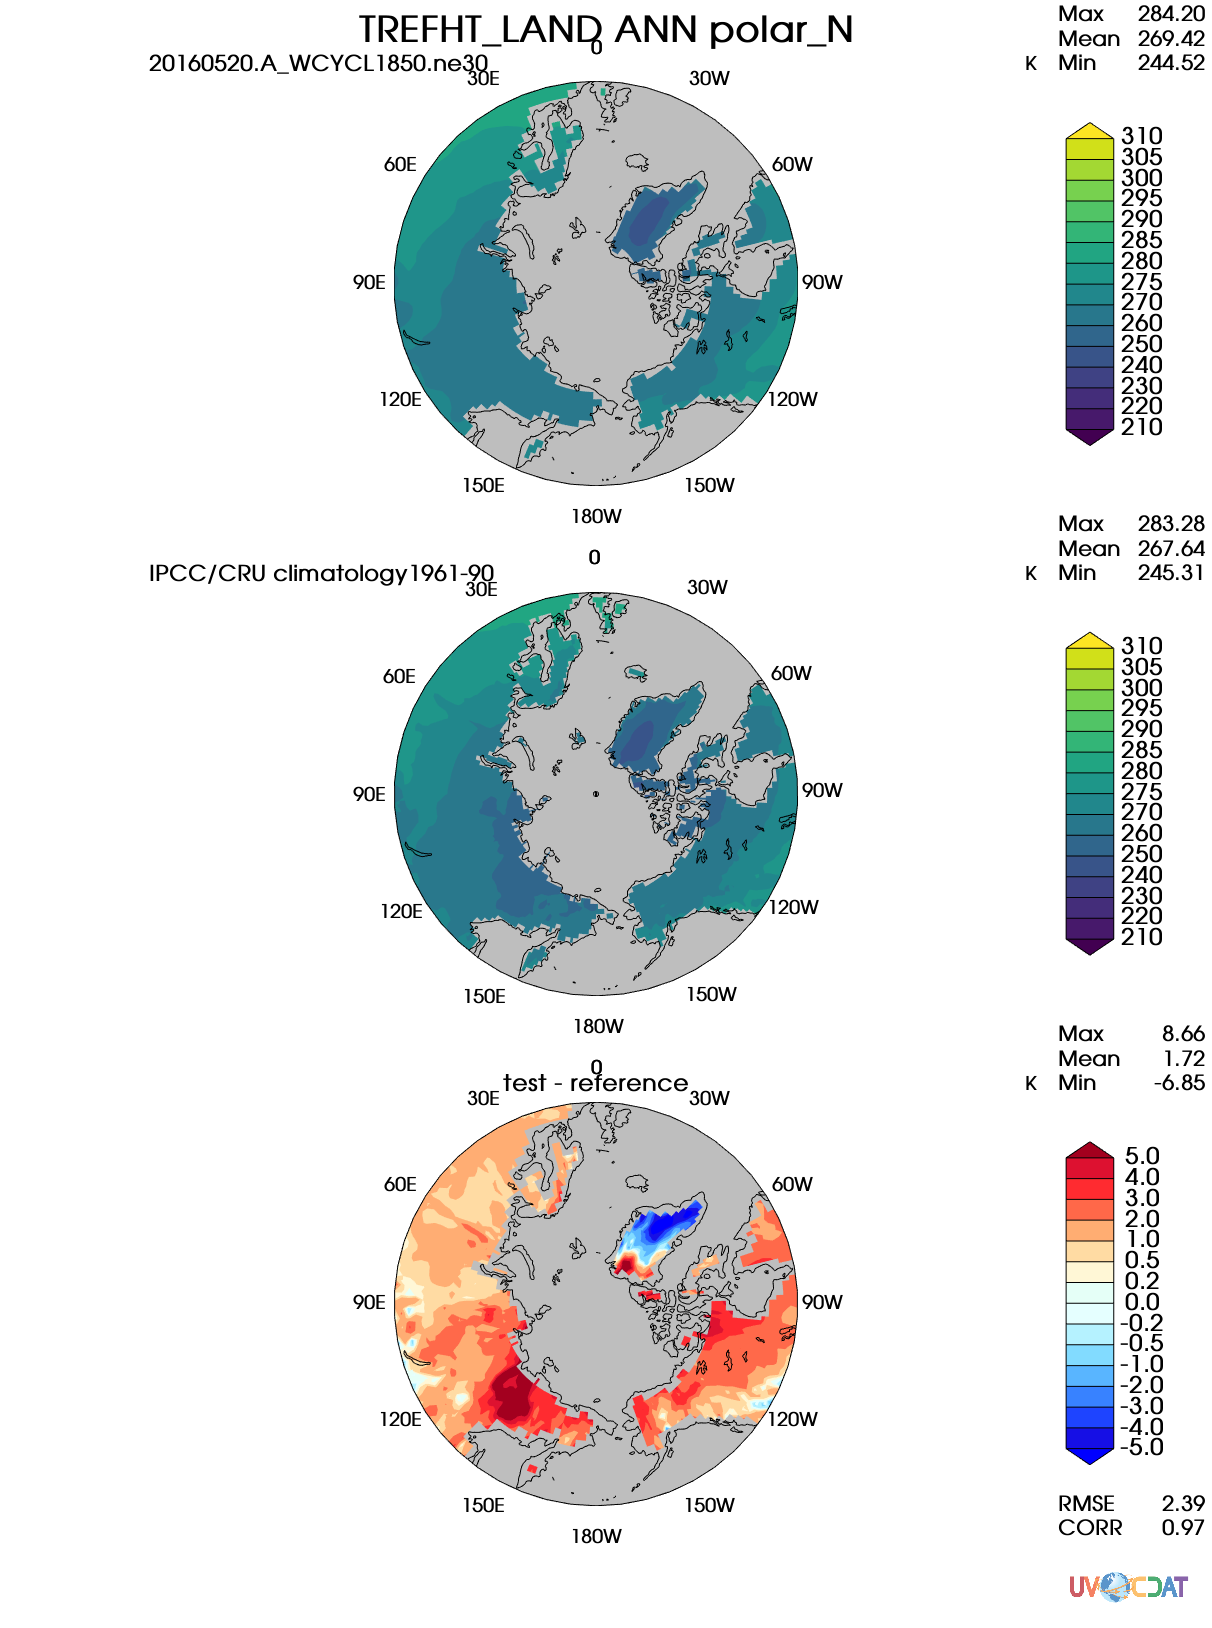 TREFHT_LAND ANN polar_N
20160520.A_WCYCL1850.ne30
K
Max 284.20
Mean 269.42
Min 244.52
0
30E
30W
60E
60W
90E
90W
120E
120W
150E
150W
180W
310
305
300
295
290
285
280
275
270
260
250
240
230
220
210
IPCC/CRU climatology1961-90
K
Max 283.28
Mean 267.64
Min 245.31
0
30E
30W
60E
60W
90E
90W
120E
120W
150E
150W
180W
310
305
300
295
290
285
280
275
270
260
250
240
230
220
210
test - reference
K
Max 8.66
Mean 1.72
Min -6.85
0
30E
30W
60E
60W
90E
90W
120E
120W
150E
150W
180W
5.0
4.0
3.0
2.0
1.0
0.5
0.2
0.0
-0.2
-0.5
-1.0
-2.0
-3.0
-4.0
-5.0
RMSE 2.39
CORR 0.97
UV CDAT